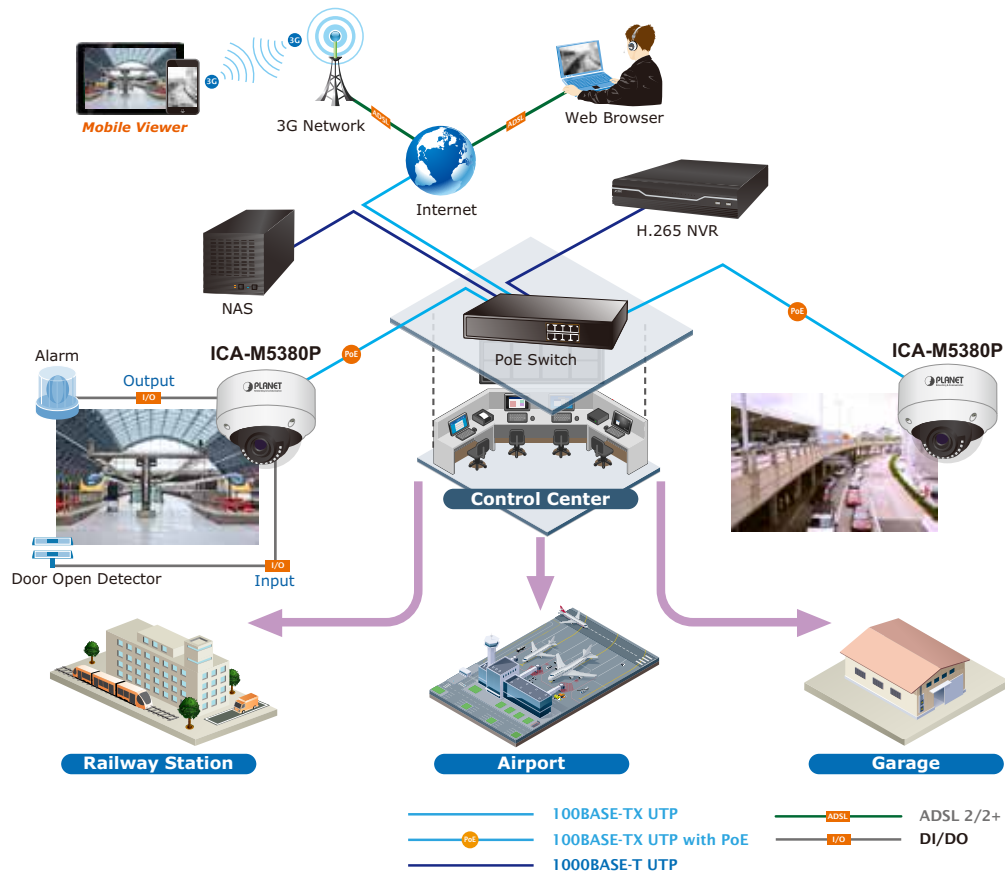 3G
3G
Mobile Viewer
3G Network
ADSL
ADSL
Web Browser
Internet
H.265 NVR
NAS
PoE Switch
PoE
PoE
ICA-M5380P
ICA-M5380P
Alarm
Output
I/O
PLANET
PLANET
Control Center
Door Open Detector
I/O
Input
Railway Station
Airport
Garage
100BASE-TX UTP
PoE
100BASE-TX UTP with PoE
1000BASE-T UTP
ADSL
ADSL 2/2+
I/O
DI/DO